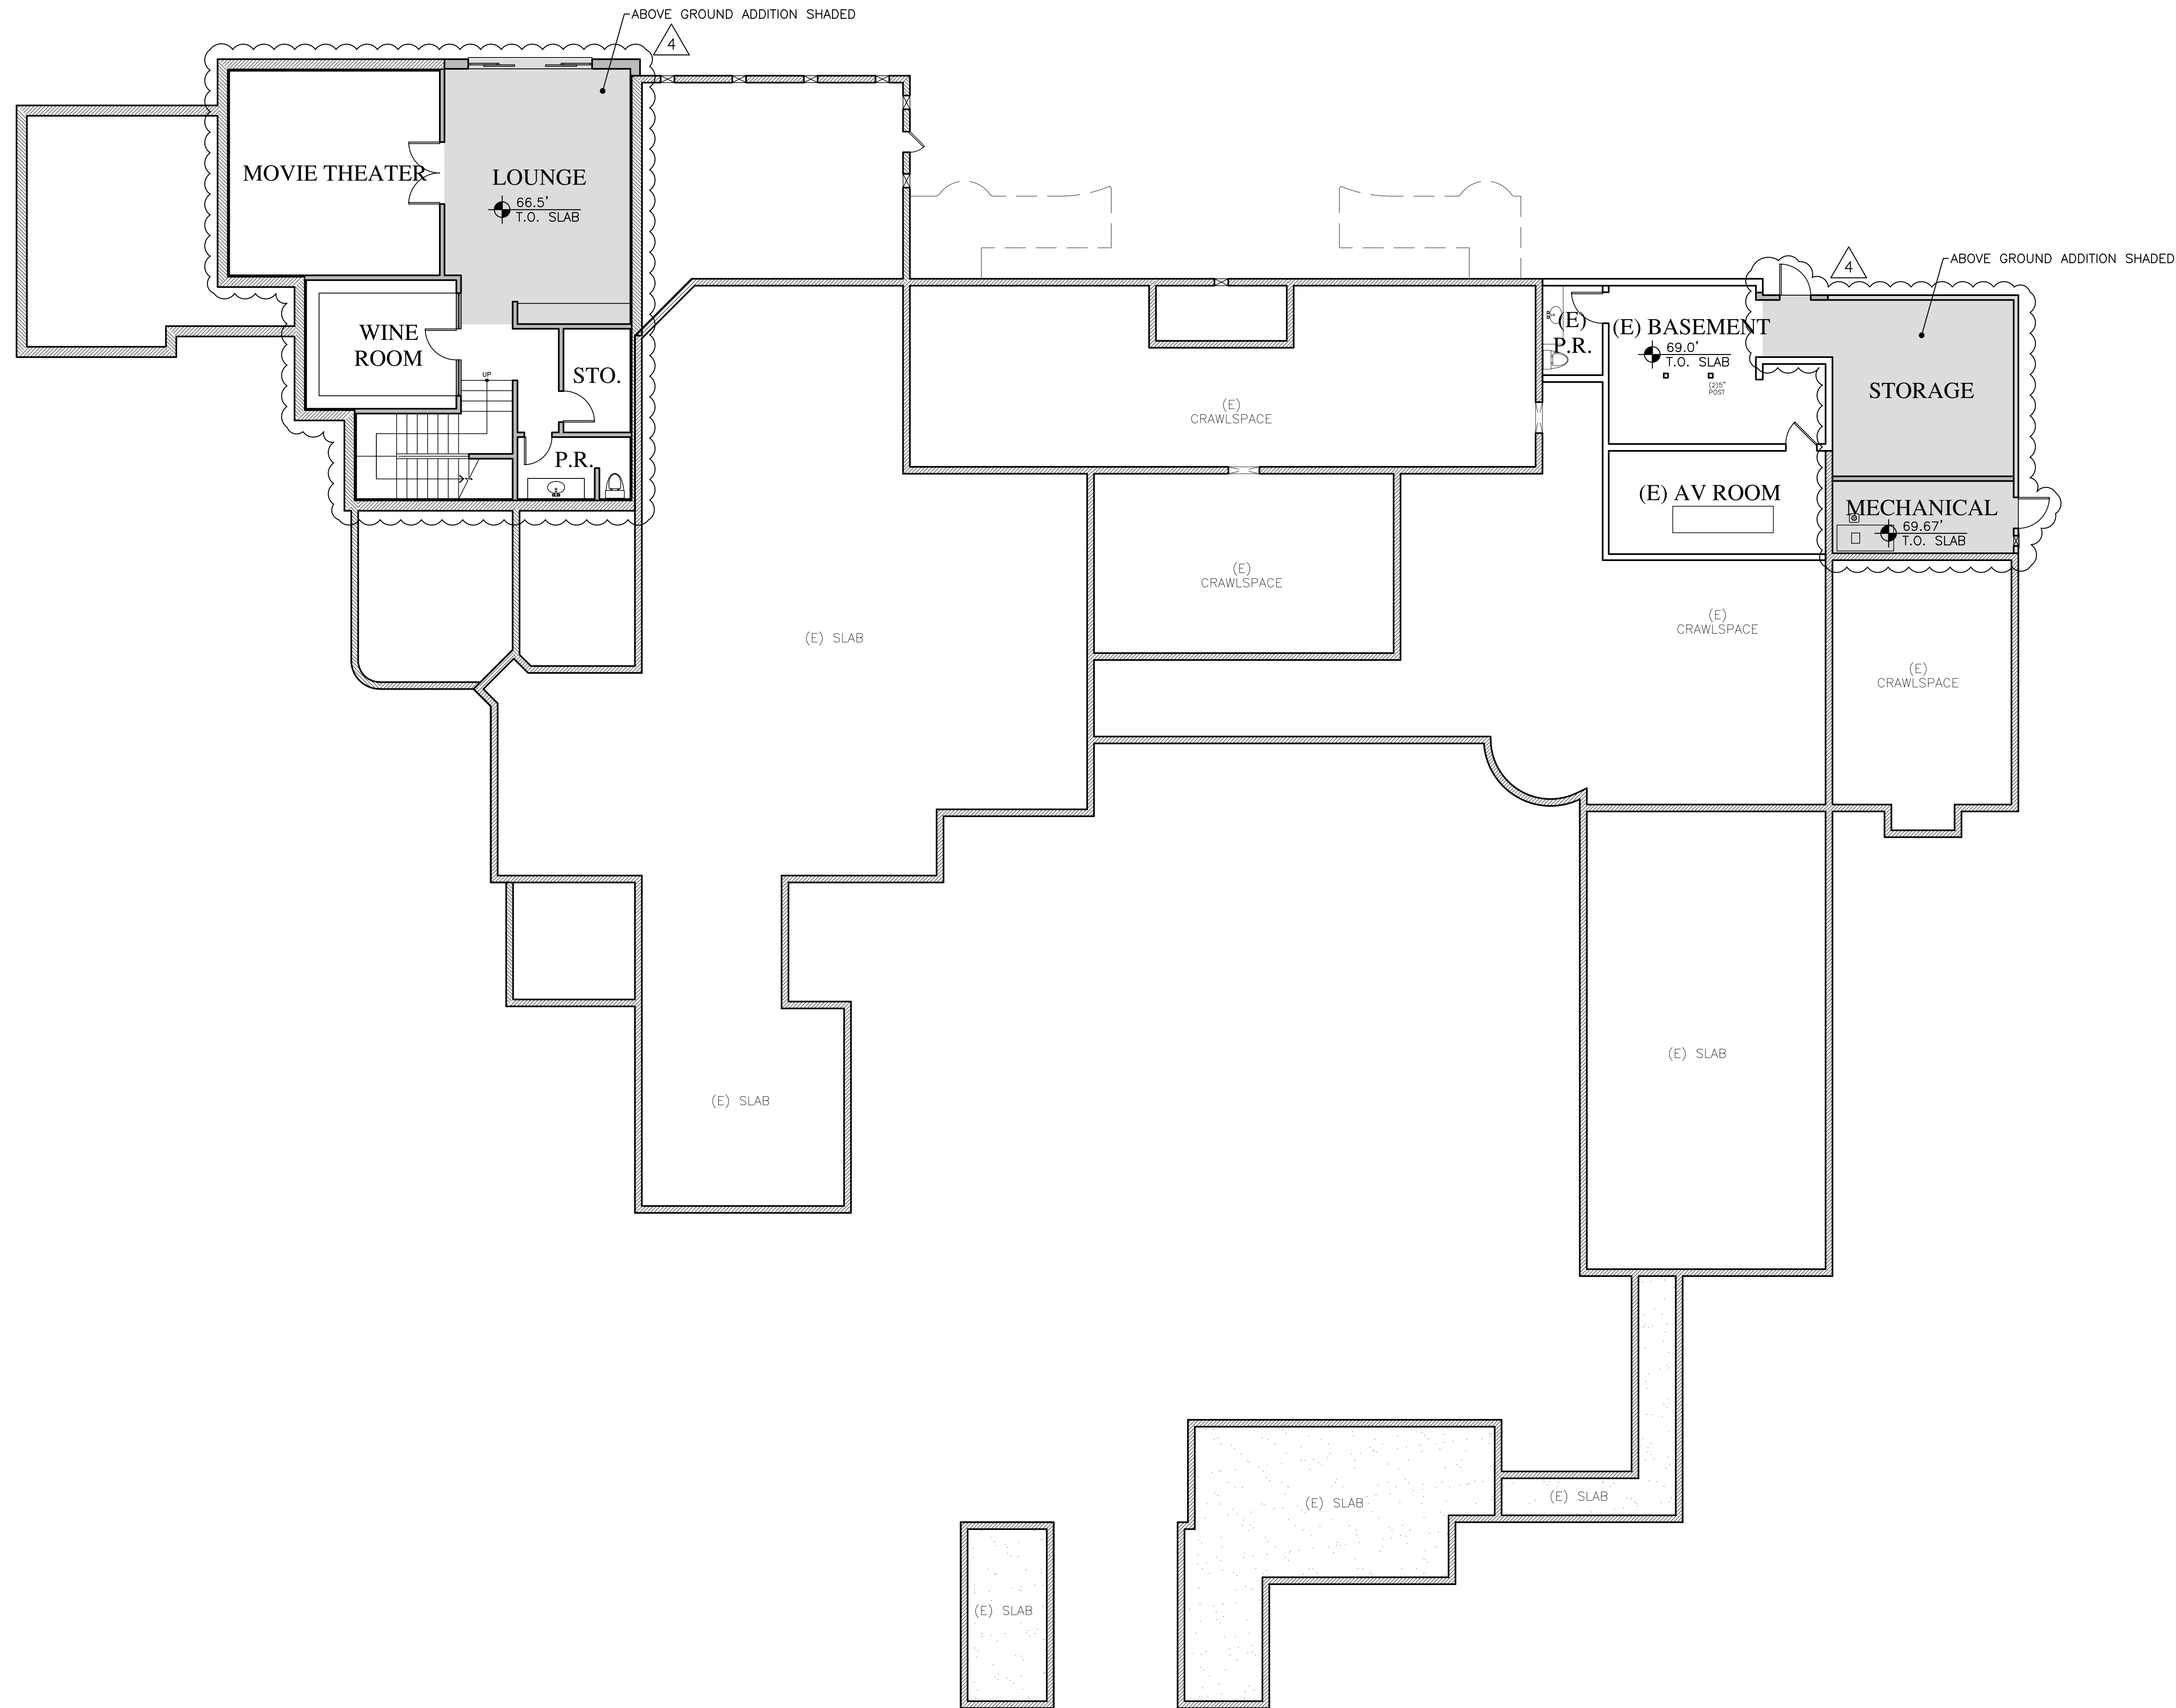 ABOVE GROUND ADDITION SHADED
4
MOVIE THEATER
LOUNGE
66.5'
T.O. SLAB
4
ABOVE GROUND ADDITION SHADED
WINE
ROOM
UP
STO.
P.R.
(E)
P.R.
(E) BASEMENT
69.0'
T.O. SLAB
(2)5"
POST
STORAGE
(E)
CRAWLSPACE
(E) AV ROOM
MECHANICAL
69.67'
T.O. SLAB
(E)
CRAWLSPACE
(E) SLAB
(E)
CRAWLSPACE
(E)
CRAWLSPACE
(E) SLAB
(E) SLAB
(E) SLAB
(E) SLAB
(E) SLAB